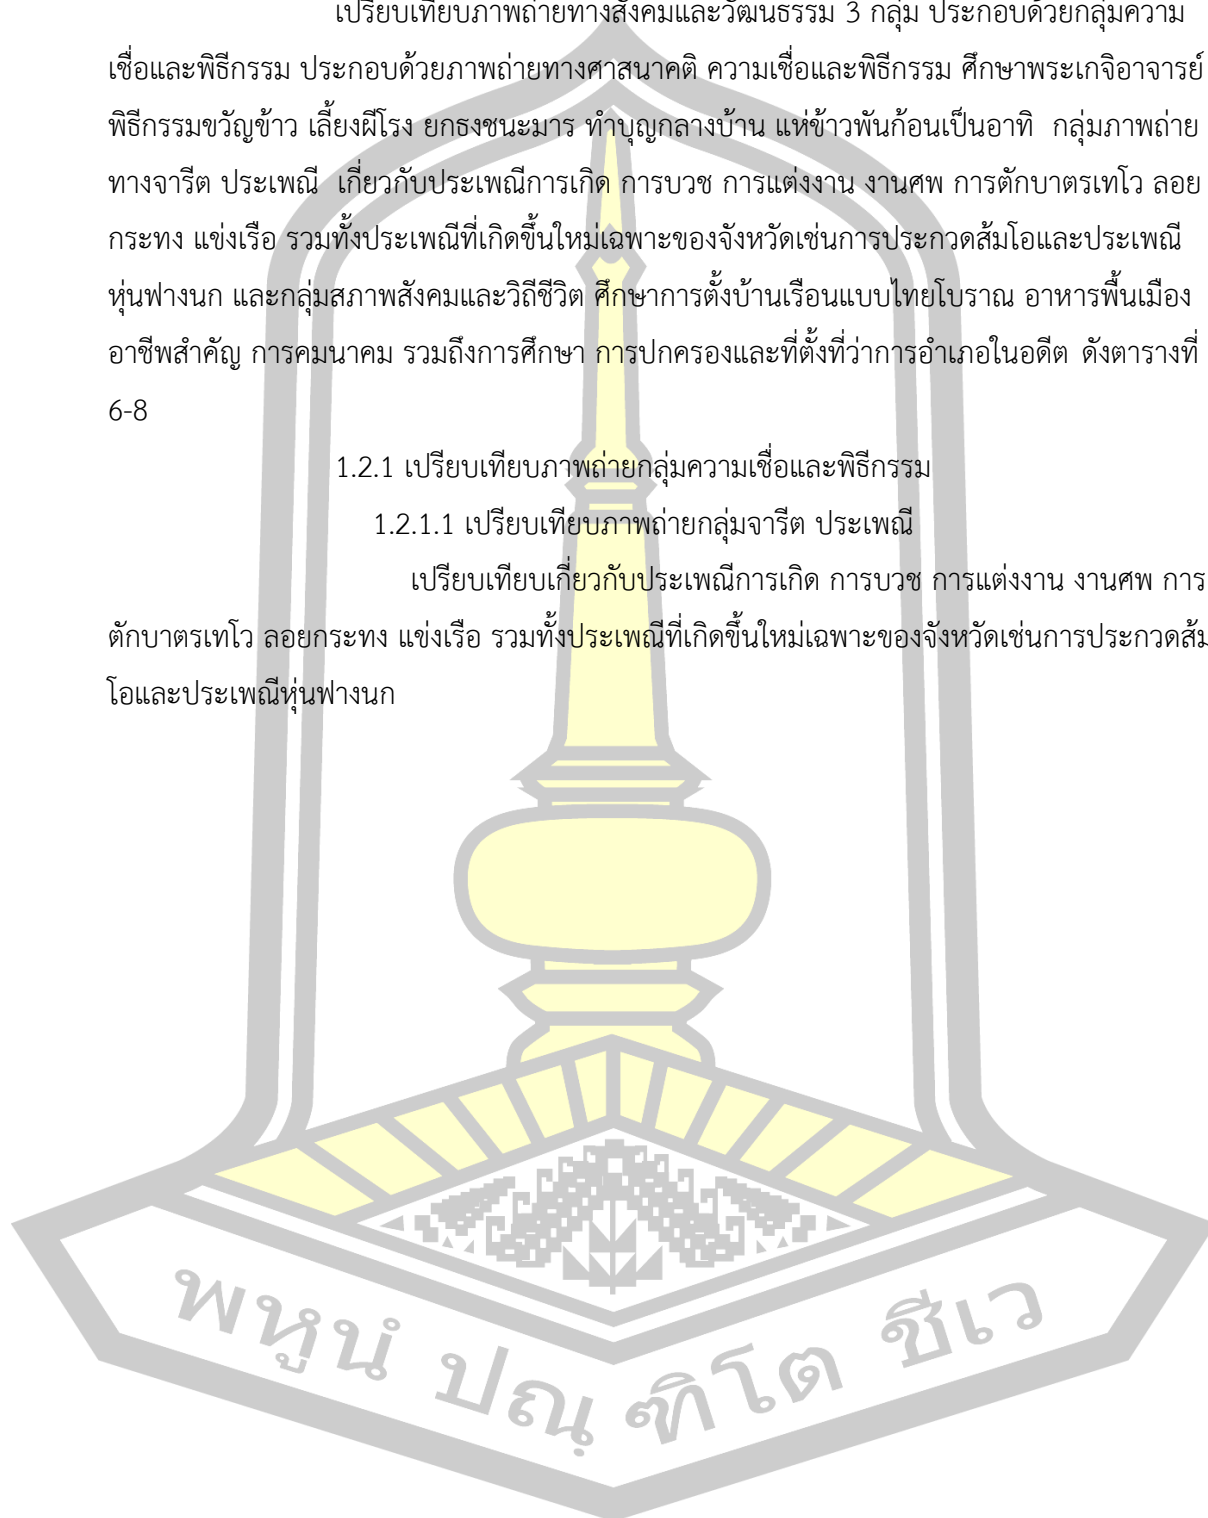 เปรียบเทียบภาพถ่ายทางสังคมและวัฒนธรรม 3 กลุ่ม ประกอบด้วยกลุ่มความ
เชื่อและพิธีกรรม ประกอบด้วยภาพถ่ายทางศาสนาคติ ความเชื่อและพิธีกรรม ศึกษาพระเกจิอาจารย์
พิธีกรรมขวัญข้าว เลี้ยงผีโรง ยกธงชนะมาร ทำบุญกลางบ้าน แห่ข้าวพันก้อนเป็นอาทิ กลุ่มภาพถ่าย
ทางจารีต ประเพณี เกี่ยวกับประเพณีการเกิด การบวช การแต่งงาน งานศพ การตักบาตรเทโว ลอย
กระทง แข่งเรือ รวมทั้งประเพณีที่เกิดขึ้นใหม่เฉพาะของจังหวัดเช่นการประกวดส้มโอและประเพณี
หุ่นฟางนก และกลุ่มสภาพสังคมและวิถีชีวิต ศึกษาการตั้งบ้านเรือนแบบไทยโบราณ อาหารพื้นเมือง
อาชีพสำคัญ การคมนาคม รวมถึงการศึกษา การปกครองและที่ตั้งที่ว่าการอำเภอในอดีต ดังตารางที่
6-8
1.2.1 เปรียบเทียบภาพถ่ายกลุ่มความเชื่อและพิธีกรรม
1.2.1.1 เปรียบเทียบภาพถ่ายกลุ่มจารีต ประเพณี
เปรียบเทียบเกี่ยวกับประเพณีการเกิด การบวช การแต่งงาน งานศพ การ
ตักบาตรเทโว ลอยกระทง แข่งเรือ รวมทั้งประเพณีที่เกิดขึ้นใหม่เฉพาะของจังหวัดเช่นการประกวดส้ม
โอและประเพณีหุ่นฟางนก
พหูนํ ปณฺฑิโต ชีเว